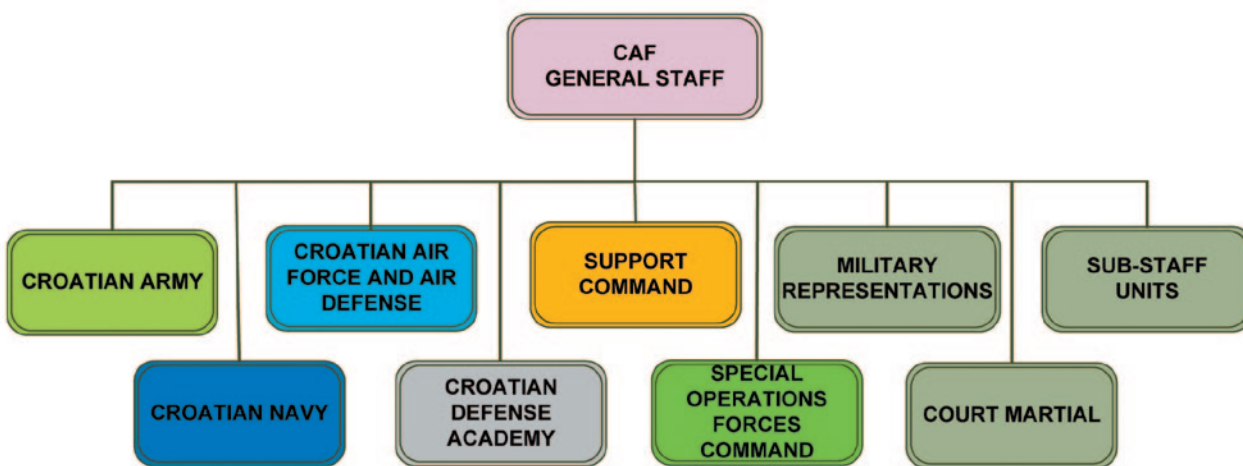 CAF
GENERAL STAFF
CROATIAN ARMY
CROATIAN AIR
FORCE AND AIR
DEFENSE
SUPPORT
COMMAND
MILITARY
REPRESENTATIONS
SUB-STAFF
UNITS
CROATIAN NAVY
CROATIAN
DEFENSE
ACADEMY
SPECIAL
OPERATIONS
FORCES
COMMAND
COURT MARTIAL